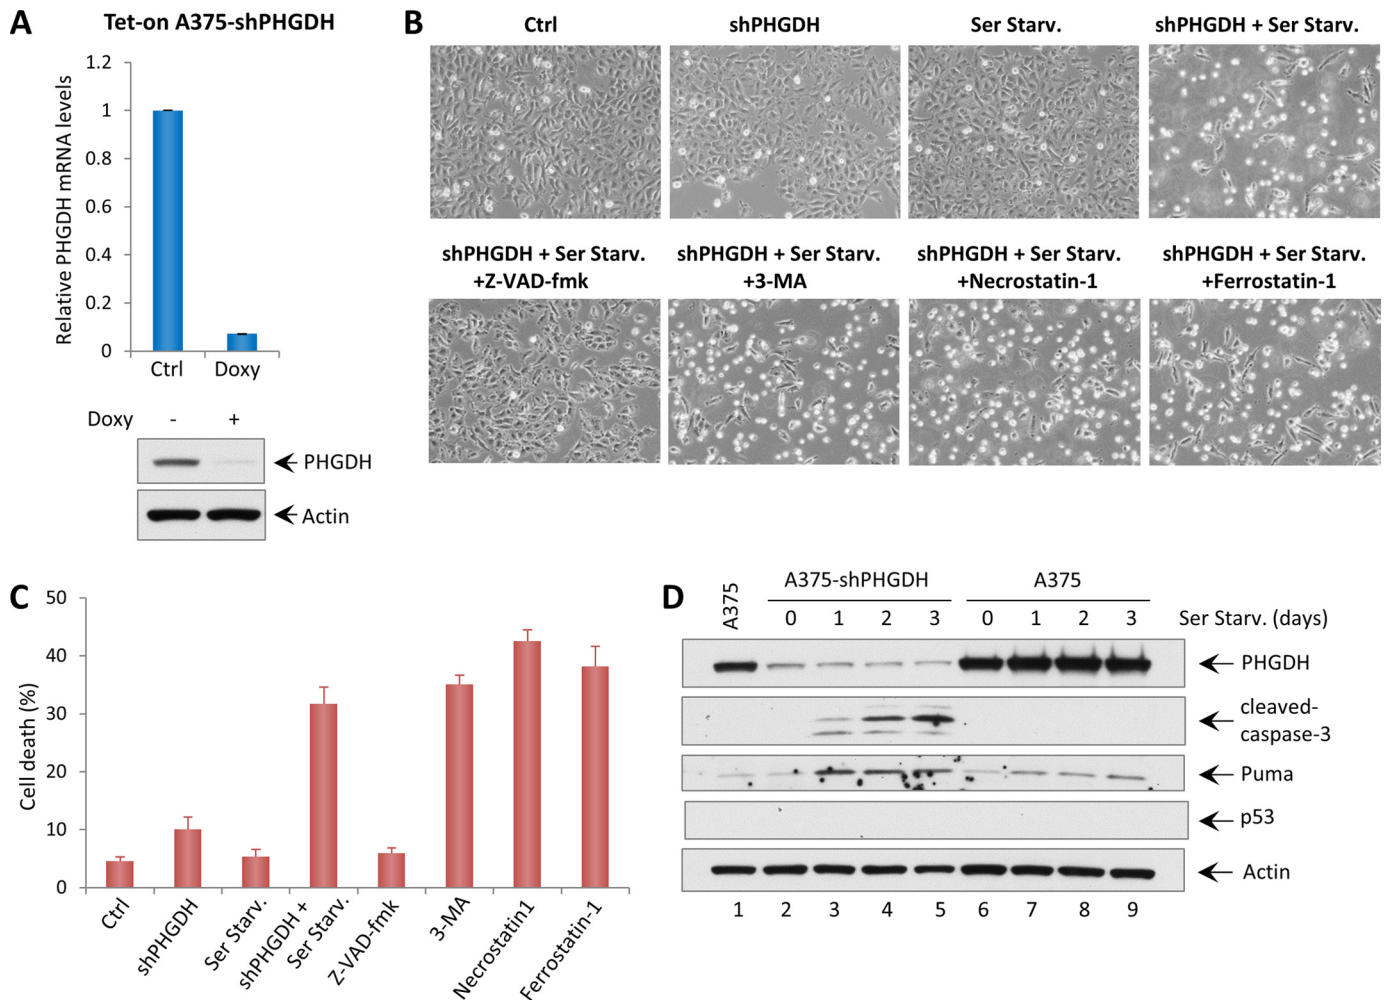 A
Tet-on A375-shPHGDH
Relative PHGDH mRNA levels
1.2
1
0.8
0.6
0.4
0.2
0
Ctrl
Doxy
Doxy
-
+
PHGDH
Actin
B
Ctrl
shPHGDH
Ser Starv.
shPHGDH + Ser Starv.
shPHGDH + Ser Starv.
+Z-VAD-fmk
shPHGDH + Ser Starv.
+3-MA
shPHGDH + Ser Starv.
+Necrostatin-1
shPHGDH + Ser Starv.
+Ferrostatin-1
C
Cell death (%)
50
40
30
20
10
0
Ctrl
shPHGDH
Ser Starv.
shPHGDH +
Ser Starv.
Z-VAD-fmk
3-MA
Necrostatin1
Ferrostatin-1
D
A375
A375-shPHGDH
A375
0 1 2 3 0 1 2 3 Ser Starv. (days)
PHGDH
cleaved-
caspase-3
Puma
p53
Actin
1 2 3 4 5 6 7 8 9